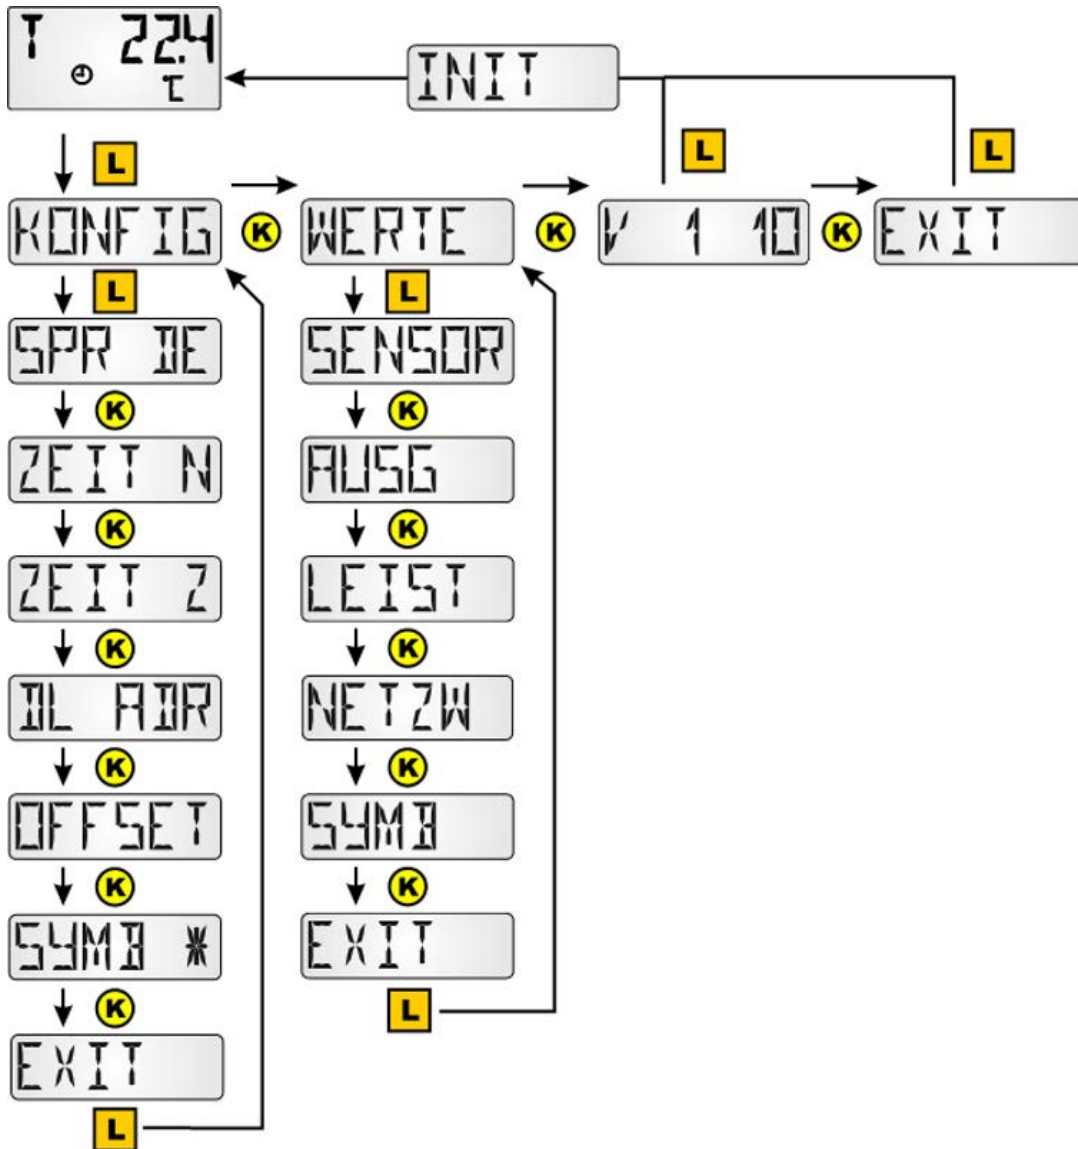 T 22.4
°C
INIT
L
L
L
KONFIG
K
WERTE
K
V 1 10
K
EXIT
L
L
SPR DE
SENSOR
K
K
ZEIT N
AUSG
K
K
ZEIT Z
LEIST
K
K
DL ADR
NETZW
K
K
OFFSET
SYMB
K
K
SYMB *
EXIT
K
L
EXIT
L